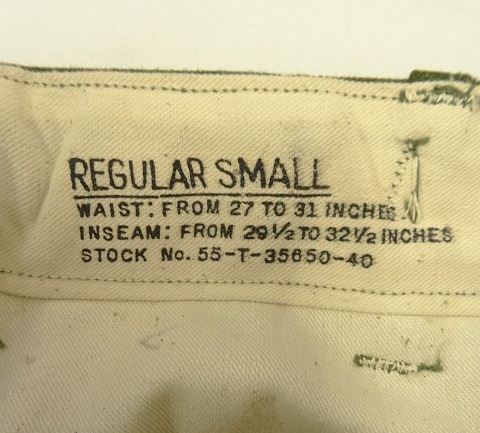 REGULAR SMALL
WAIST: FROM 27 TO 31 INCHES
INSEAM: FROM 29 1/2 TO 32 1/2 INCHES
STOCK No. 55-T-35650-40